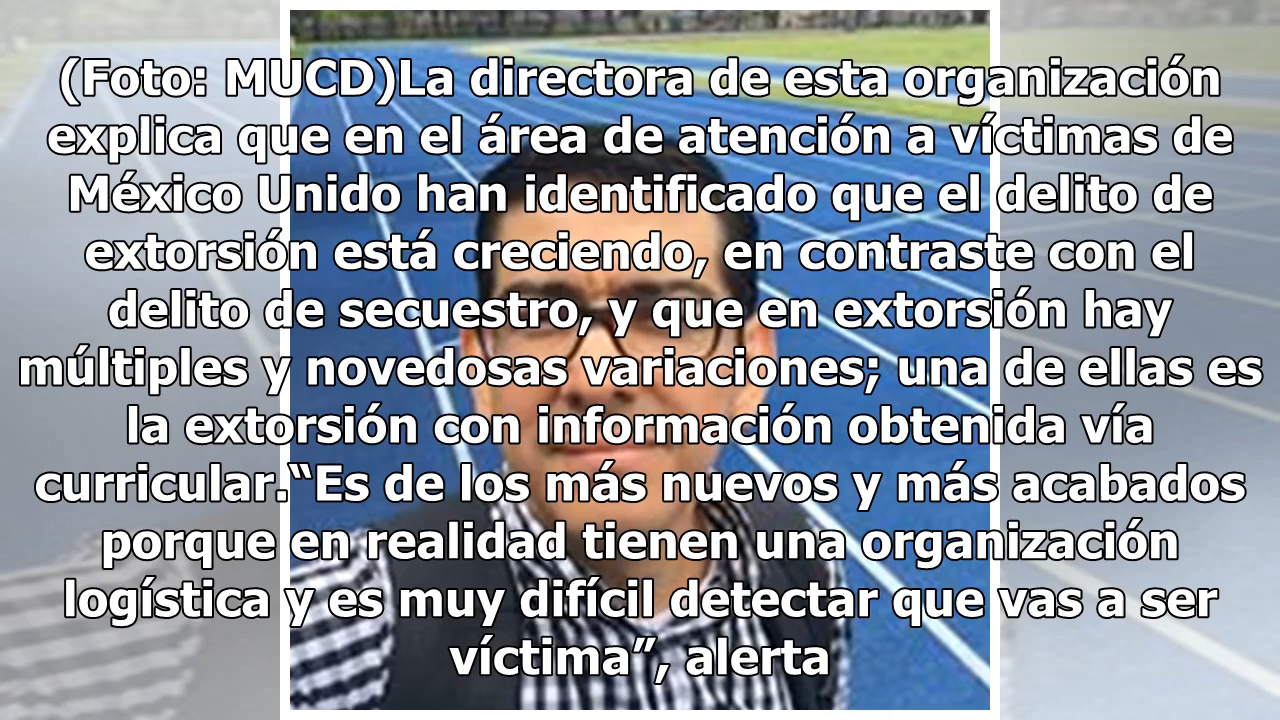 (Foto: MUCD)La directora de esta organización
explica que en el área de atención a víctimas de
México Unido han identificado que el delito de
extorsión está creciendo, en contraste con el
delito de secuestro, y que en extorsión hay
múltiples y novedosas variaciones; una de ellas es
la extorsión con información obtenida vía
curricular.“Es de los más nuevos y más acabados
porque en realidad tienen una organización
logística y es muy difícil detectar que vas a ser
víctima”, alerta